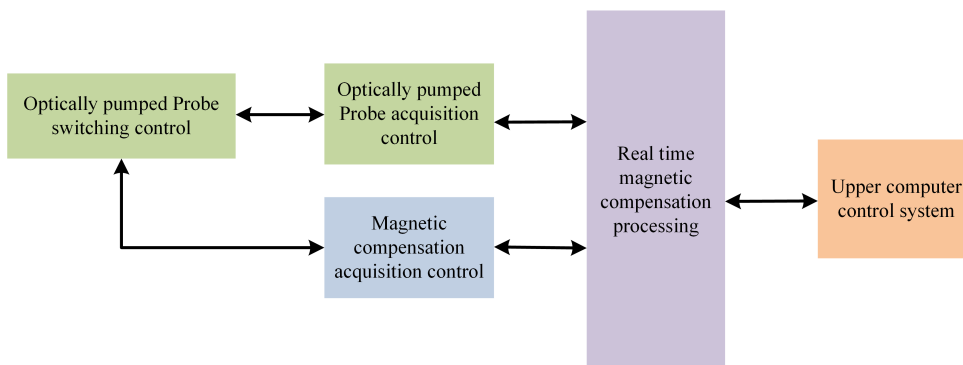 Optically pumped Probe
switching control
Optically pumped
Probe acquisition
control
Magnetic
compensation
acquisition control
Real time
magnetic
compensation
processing
Upper computer
control system